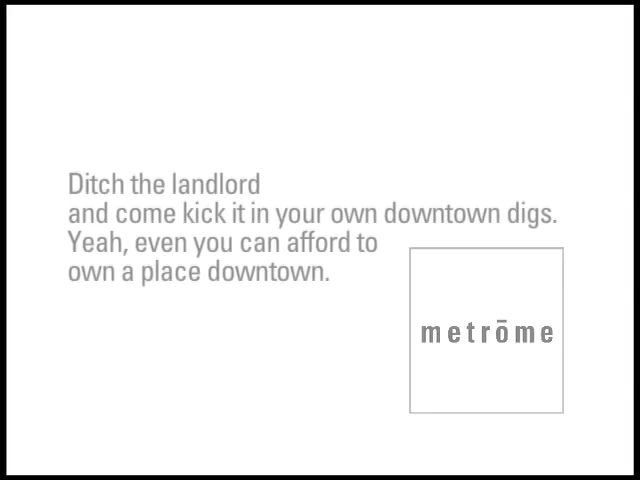 Ditch the landlord
and come kick it in your own downtown digs.
Yeah, even you can afford to
own a place downtown.
metrōme